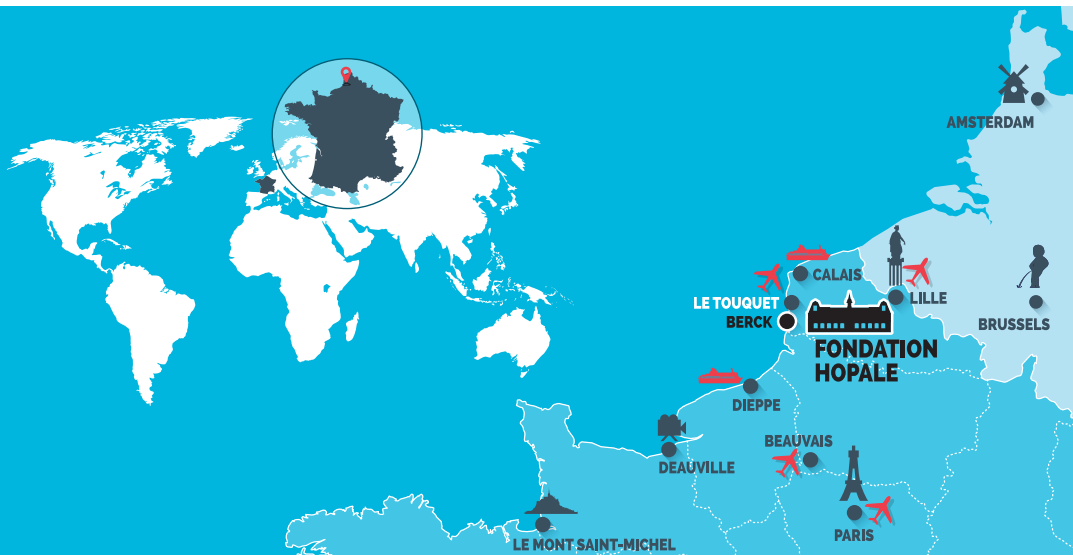 AMSTERDAM
CALAIS
LE TOUQUET
LILLE
BERCK
BRUSSELS
FONDATION
HOPALE
DIEPPE
BEAUVAIS
DEAUVILLE
PARIS
LE MONT SAINT-MICHEL